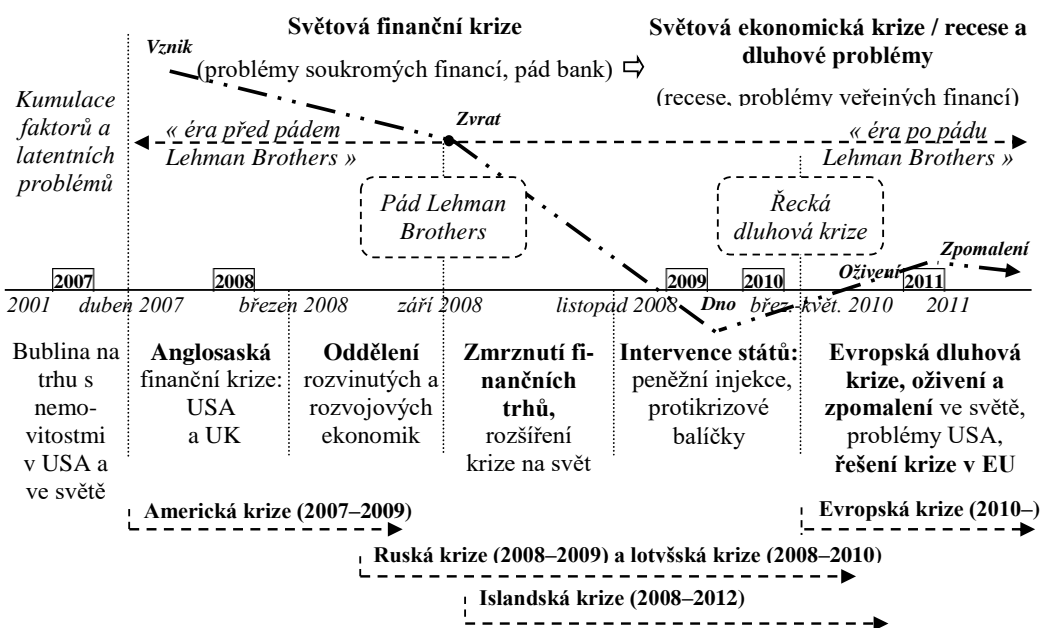 Světová finanční krize
Světová ekonomická krize / recese a
dluhové problémy
Vznik
(problémy soukromých financí, pád bank) ⇨
(recese, problémy veřejných financí)
Kumulace
faktorů a
latentních
problémů
« éra před pádem
Lehman Brothers »
Zvrat
« éra po pádu
Lehman Brothers »
Pád Lehman
Brothers
Řecká
dluhová krize
Oživení
Zpomalení
2007
2008
2009
2010
2011
2001
duben 2007
březen 2008
září 2008
listopad 2008
Dno
břez.-květ. 2010
2011
Bublina na
trhu s
nemo-
vitostmi
v USA a
ve světě
Anglosaská
finanční krize:
USA
a UK
Oddělení
rozvinutých a
rozvojových
ekonomik
Zmrznutí fi-
nančních
trhů,
rozšíření
krize na svět
Intervence států:
peněžní injekce,
protikrizové
balíčky
Evropská dluhová
krize, oživení a
zpomalení ve světě,
problémy USA,
řešení krize v EU
Americká krize (2007–2009)
Evropská krize (2010–)
Ruská krize (2008–2009) a lotyšská krize (2008–2010)
Islandská krize (2008–2012)